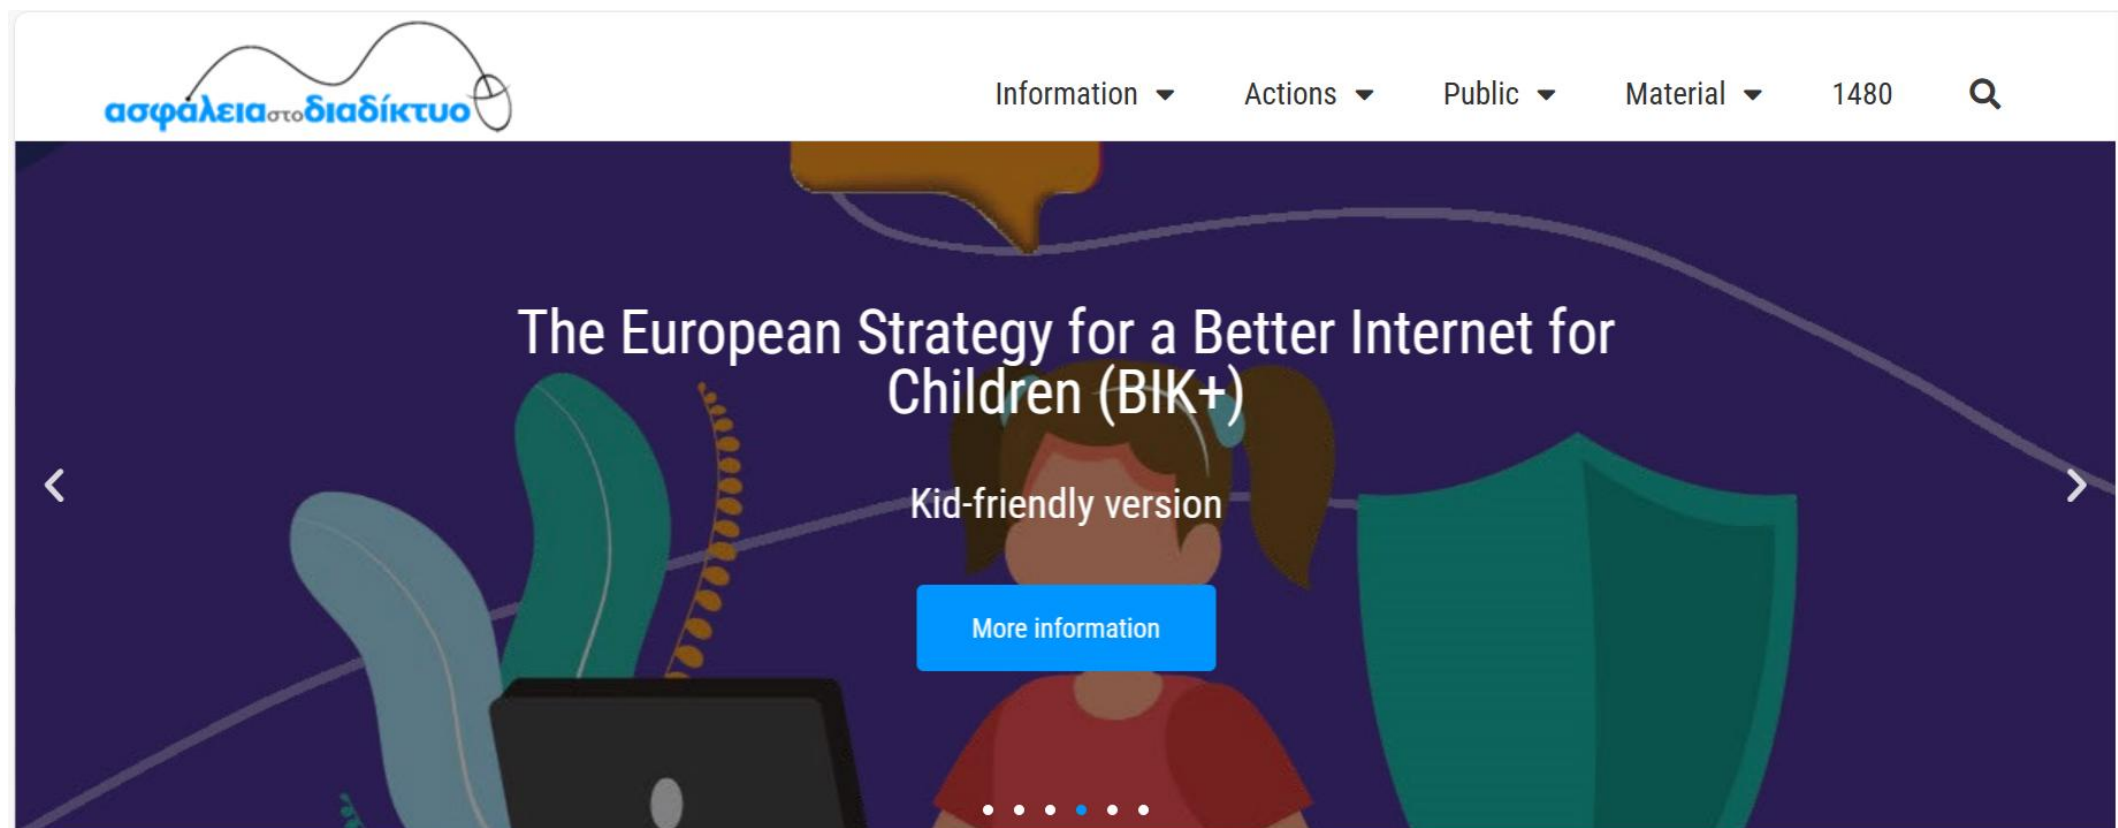 ασφάλειαστοδιαδίκτυο
Information Actions Public Material 1480
The European Strategy for a Better Internet for
Children (BIK+)
Kid-friendly version
More information